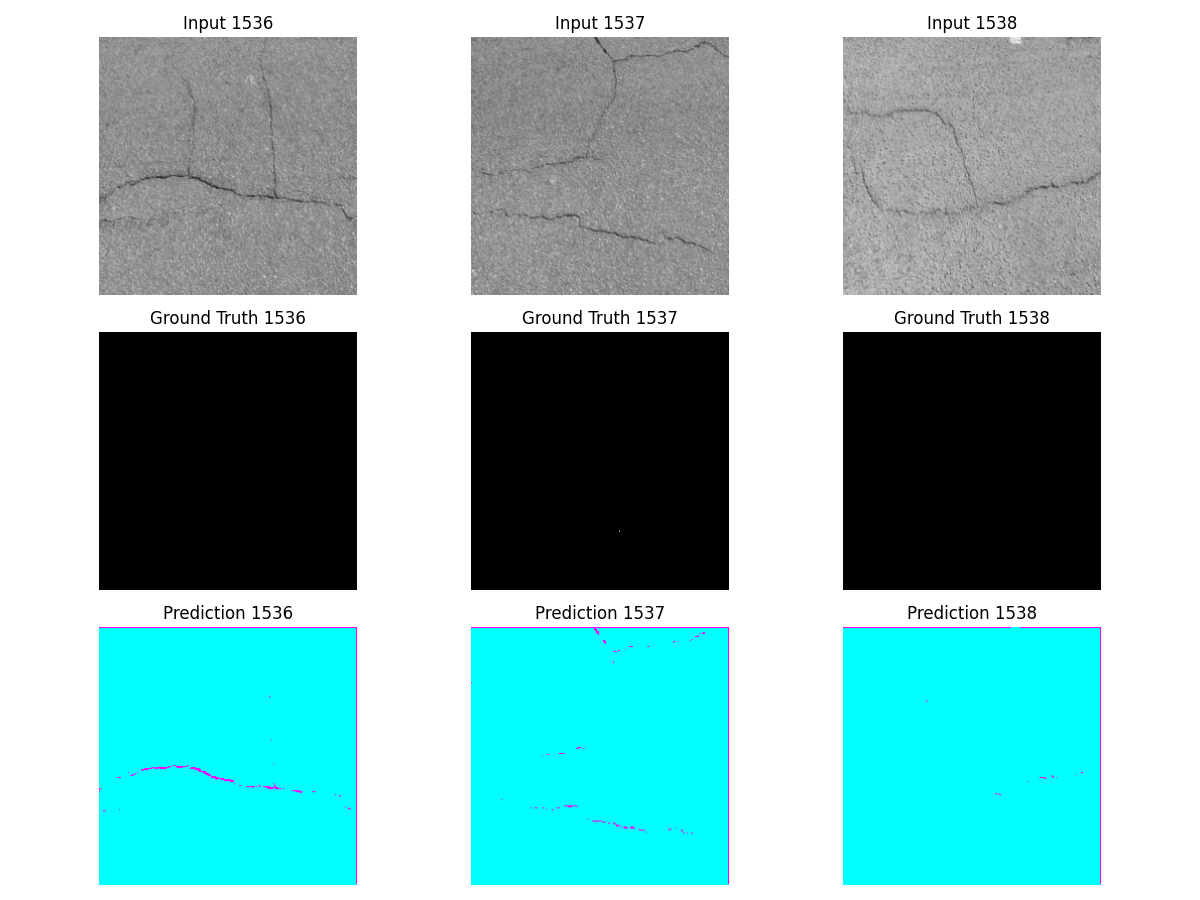 Input 1536
Input 1537
Input 1538
Ground Truth 1536
Ground Truth 1537
Ground Truth 1538
Prediction 1536
Prediction 1537
Prediction 1538